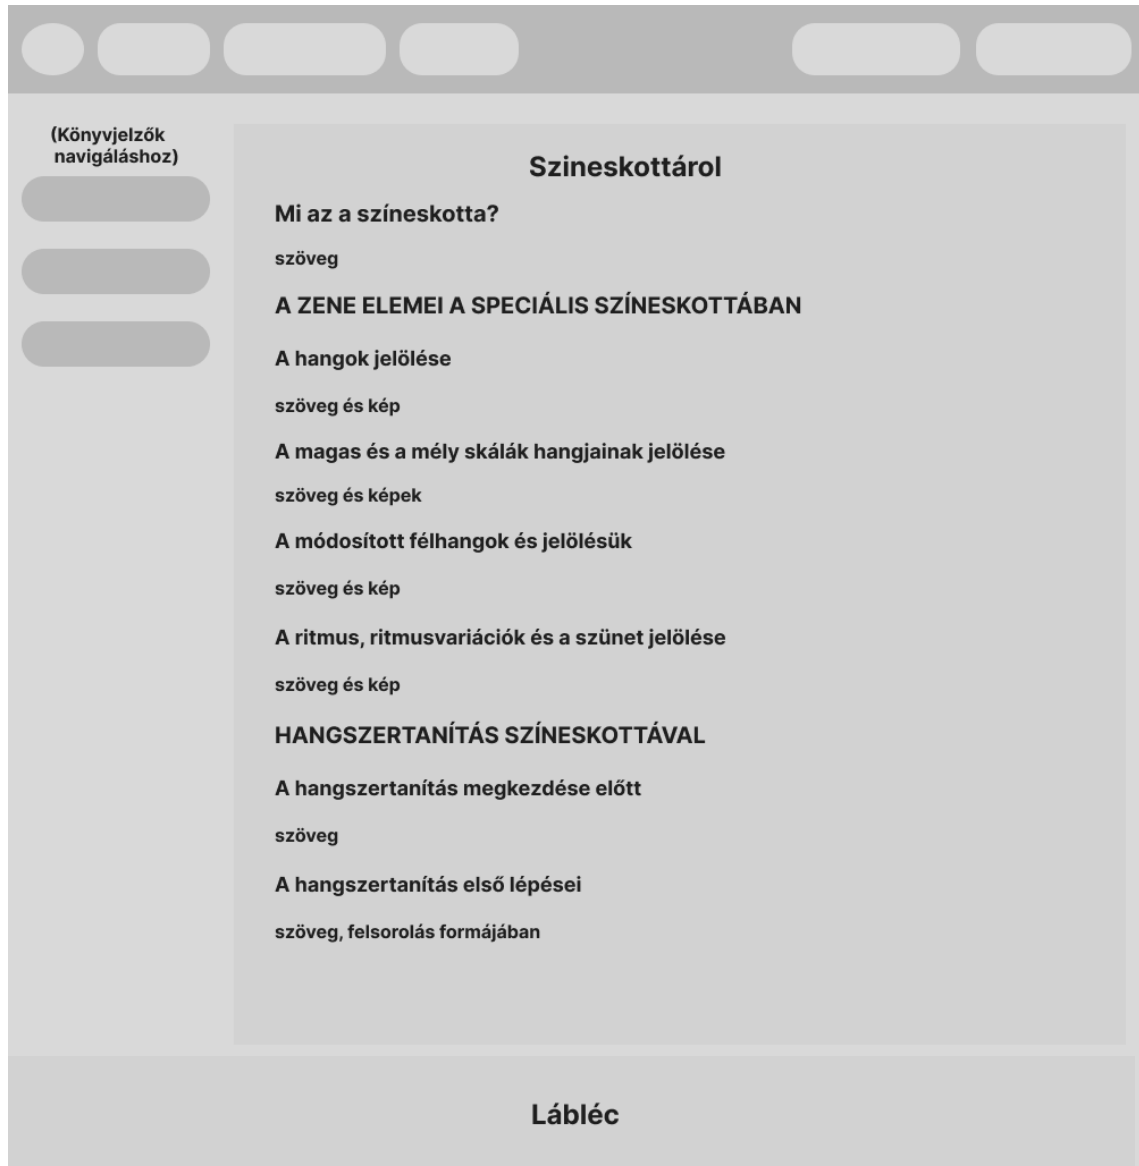 (Könyvjelzők
navigáláshoz)
Szineskottárol
Mi az a színeskotta?
szöveg
A ZENE ELEMEI A SPECIÁLIS SZÍNESKOTTÁBAN
A hangok jelölése
szöveg és kép
A magas és a mély skálák hangjainak jelölése
szöveg és képek
A módosított félhangok és jelölésük
szöveg és kép
A ritmus, ritmusvariációk és a szünet jelölése
szöveg és kép
HANGSZERTANÍTÁS SZÍNESKOTTÁVAL
A hangszertanítás megkezdése előtt
szöveg
A hangszertanítás első lépései
szöveg, felsorolás formájában
Lábléc